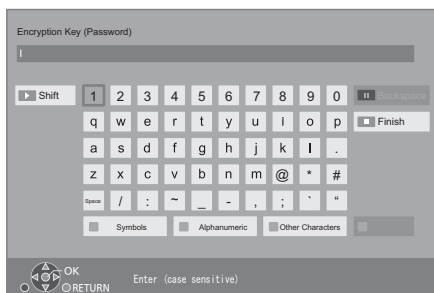 Encryption Key (Password)
Shift 1 2 3 4 5 6 7 8 9 0 Backspace
q w e r t y u i o p Finish
a s d f g h j k l .
z x c v b n m @ * #
Space / : ~ _ - , ; ` “
Symbols Alphanumeric Other Characters
OK
RETURN
Enter (case sensitive)